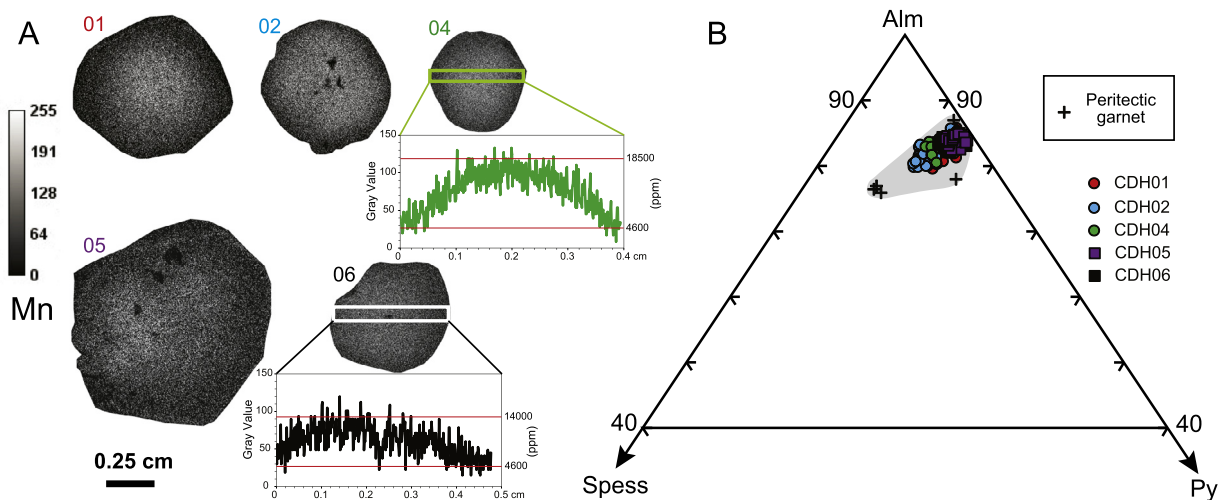 A
01
02
04
255
191
128
64
0
Mn
150
100
50
0
Gray Value
18500
4600
(ppm)
0
0.1
0.2
0.3
0.4
cm
05
06
150
100
50
0
Gray Value
14000
4600
(ppm)
0
0.1
0.2
0.3
0.4
0.5 cm
0.25 cm
B
Alm
90
90
Peritectic
garnet
CDH01
CDH02
CDH04
CDH05
CDH06
40
40
Spess
Py